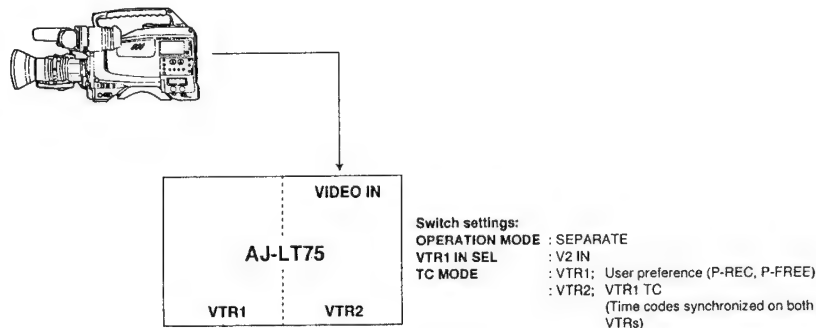 VIDEO IN
AJ-LT75
VTR1 VTR2
Switch settings:
OPERATION MODE : SEPARATE
VTR1 IN SEL : V2 IN
TC MODE : VTR1; User preference (P-REC, P-FREE)
: VTR2; VTR1 TC
(Time codes synchronized on both
VTRs)